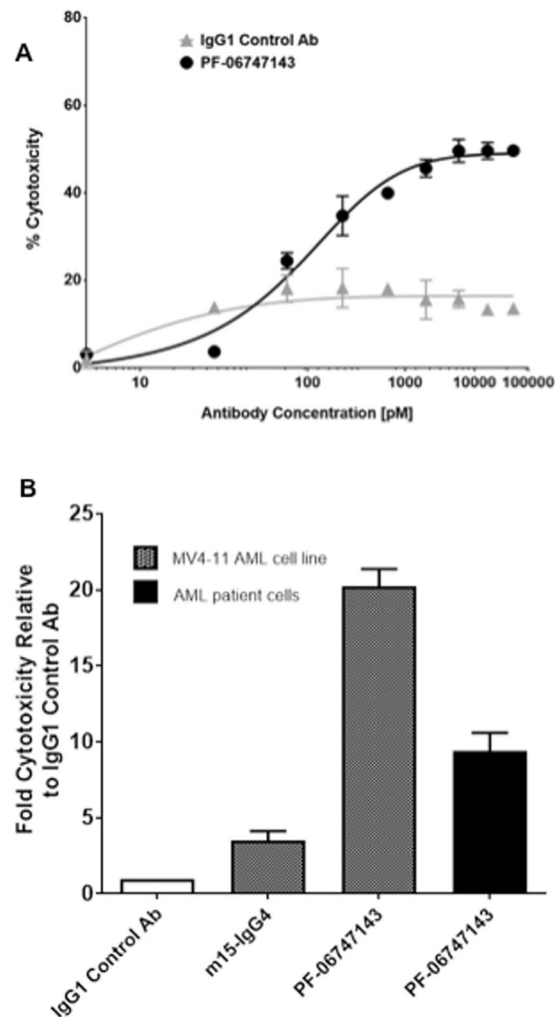 A
IgG1 Control Ab
PF-06747143
80
60
40
20
0
% Cytotoxicity
10 100 1000 10000 100000
Antibody Concentration [pM]
B
MV4-11 AML cell line
AML patient cells
25
20
15
10
5
0
Fold Cytotoxicity Relative
to IgG1 Control Ab
IgG1 Control Ab
m15-IgG4
PF-06747143
PF-06747143